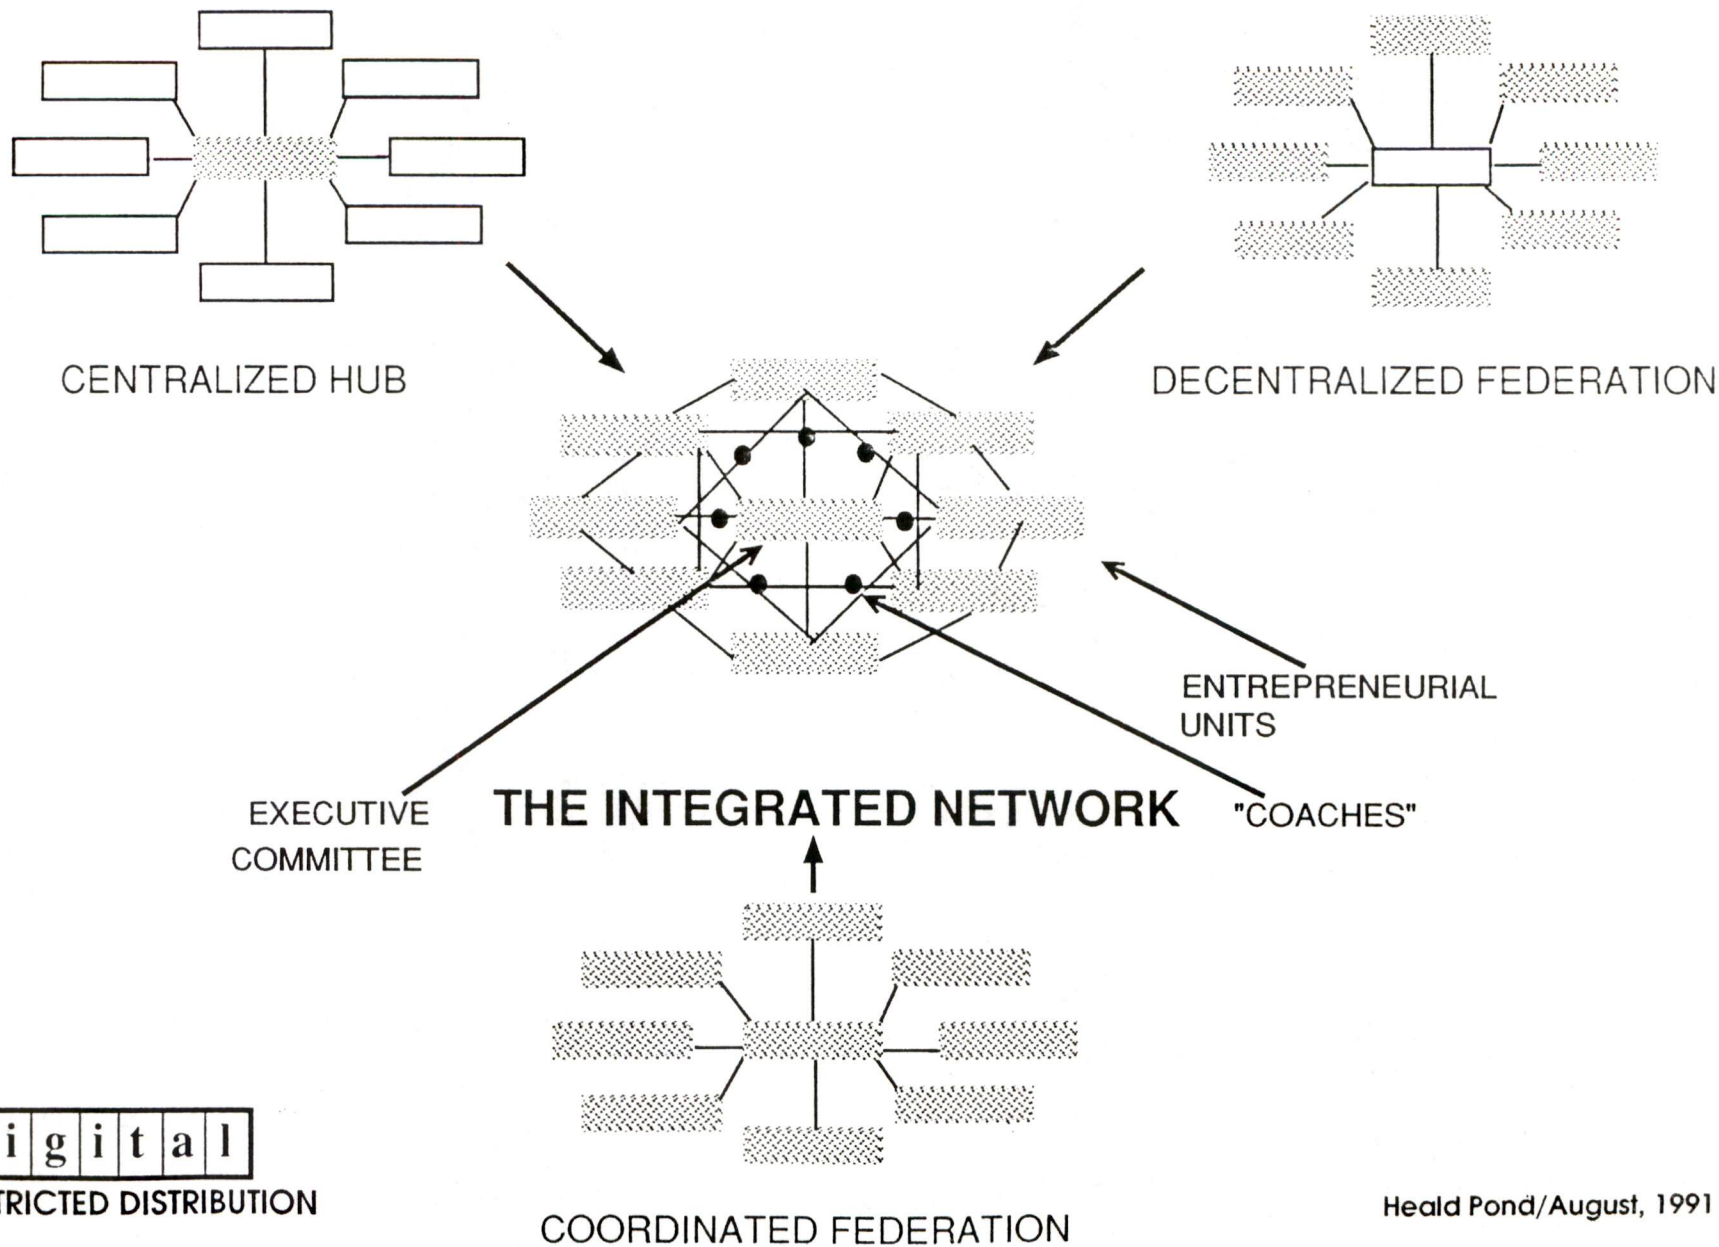 CENTRALIZED HUB
DECENTRALIZED FEDERATION
ENTREPRENEURIAL
UNITS
EXECUTIVE
COMMITTEE
THE INTEGRATED NETWORK
"COACHES"
igital
TRICTED DISTRIBUTION
COORDINATED FEDERATION
Heald Pond/August, 1991